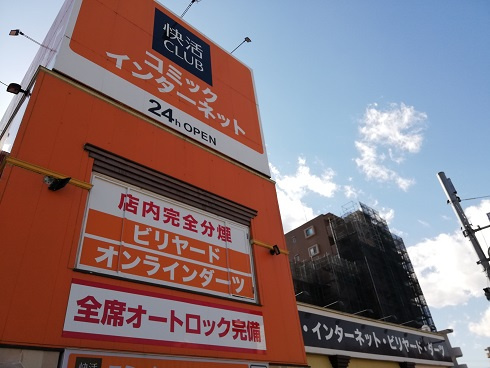 快活
CLUB
コミック
インターネット
24h OPEN
店内完全分煙
ビリヤード
オンラインダーツ
全席オートロック完備
・インターネット・ビリヤード・ダーツ
快活